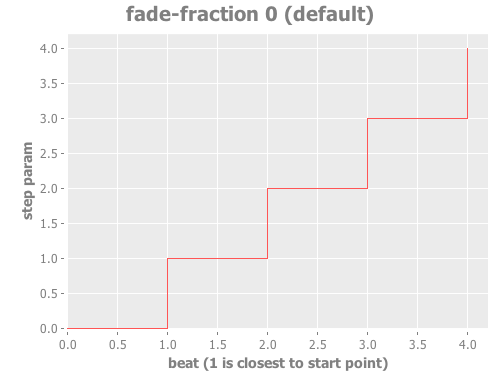 fade-fraction 0 (default)
4.0
3.5
3.0
2.5
2.0
1.5
1.0
0.5
0.0
step param
0.0 0.5 1.0 1.5 2.0 2.5 3.0 3.5 4.0
beat (1 is closest to start point)